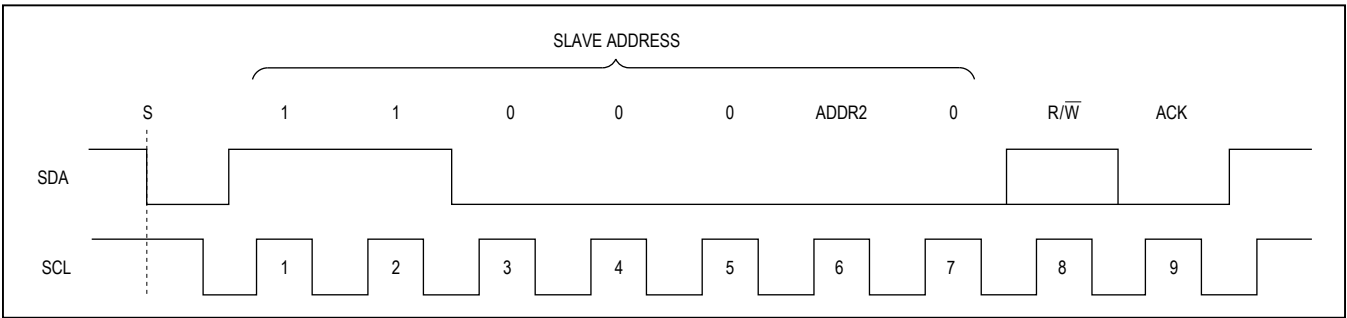 SLAVE ADDRESS
S 1 1 0 0 0 ADDR2 0 R/W̅ ACK
SDA
SCL 1 2 3 4 5 6 7 8 9